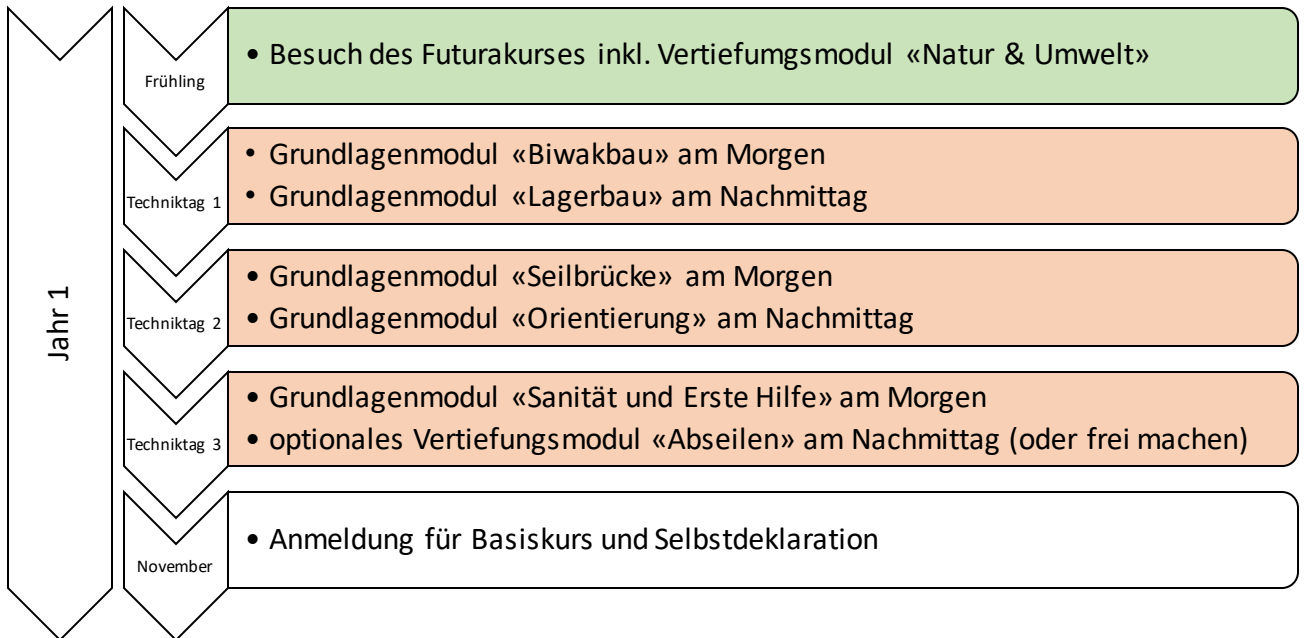 Jahr 1
Frühling
• Besuch des Futurakurses inkl. Vertiefumgsmodul «Natur & Umwelt»
Techniktag 1
• Grundlagenmodul «Biwakbau» am Morgen
• Grundlagenmodul «Lagerbau» am Nachmittag
Techniktag 2
• Grundlagenmodul «Seilbrücke» am Morgen
• Grundlagenmodul «Orientierung» am Nachmittag
Techniktag 3
• Grundlagenmodul «Sanität und Erste Hilfe» am Morgen
• optionales Vertiefungsmodul «Abseilen» am Nachmittag (oder frei machen)
November
• Anmeldung für Basiskurs und Selbstdeklaration